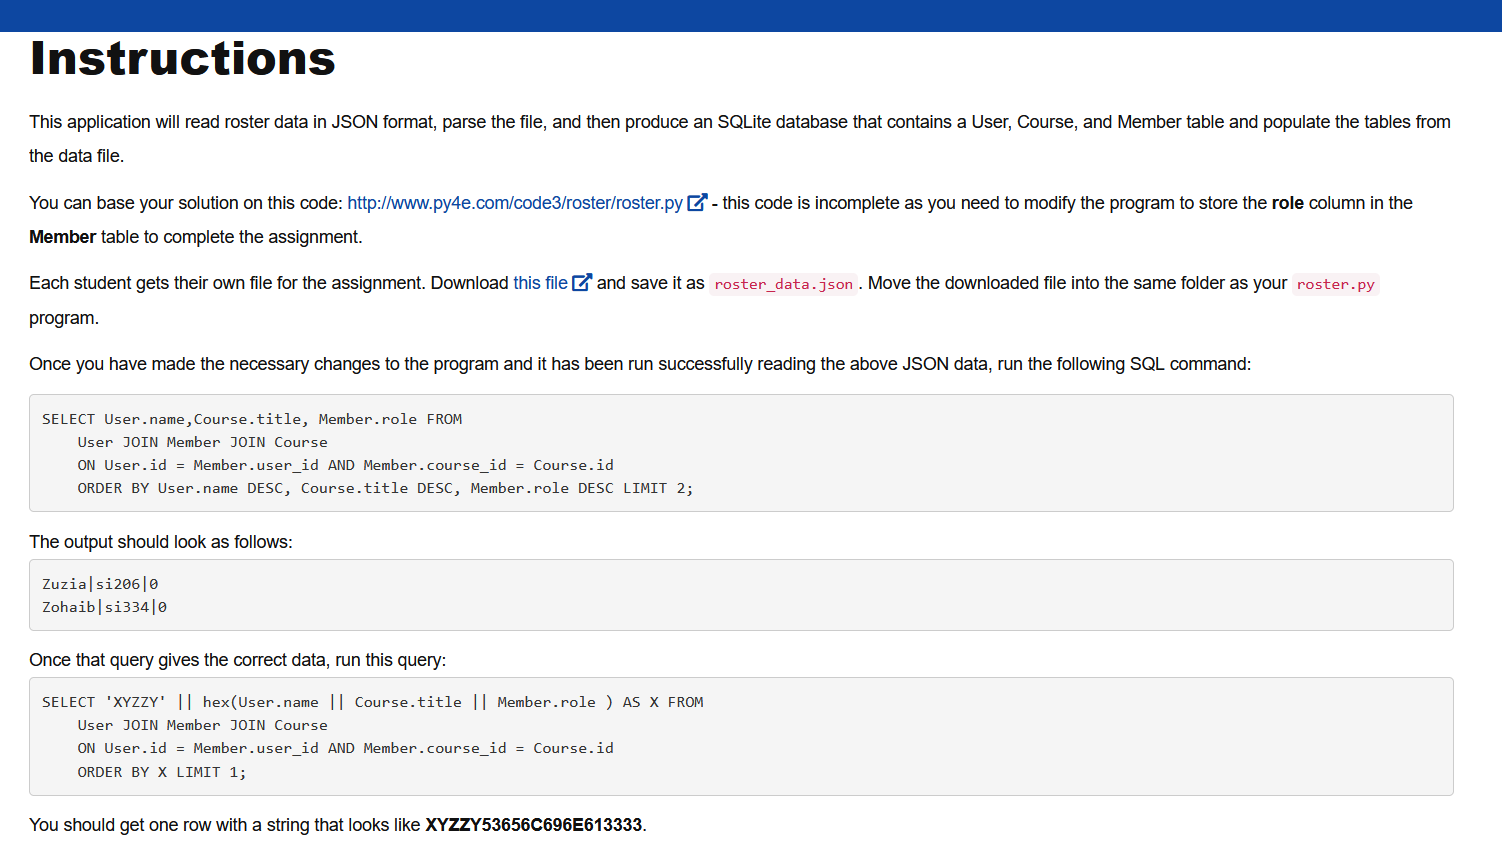 Instructions
This application will read roster data in JSON format, parse the file, and then produce an SQLite database that contains a User, Course, and Member table and populate the tables from
the data file.
You can base your solution on this code: http://www.py4e.com/code3/roster/roster.py - this code is incomplete as you need to modify the program to store the role column in the
Member table to complete the assignment.
Each student gets their own file for the assignment. Download this file and save it as roster_data.json . Move the downloaded file into the same folder as your roster.py
program.
Once you have made the necessary changes to the program and it has been run successfully reading the above JSON data, run the following SQL command:
SELECT User.name,Course.title, Member.role FROM
    User JOIN Member JOIN Course
    ON User.id = Member.user_id AND Member.course_id = Course.id
    ORDER BY User.name DESC, Course.title DESC, Member.role DESC LIMIT 2;
The output should look as follows:
Zuzia|si206|0
Zohaib|si334|0
Once that query gives the correct data, run this query:
SELECT 'XYZZY' || hex(User.name || Course.title || Member.role ) AS X FROM
    User JOIN Member JOIN Course
    ON User.id = Member.user_id AND Member.course_id = Course.id
    ORDER BY X LIMIT 1;
You should get one row with a string that looks like XYZZY53656C696E613333.